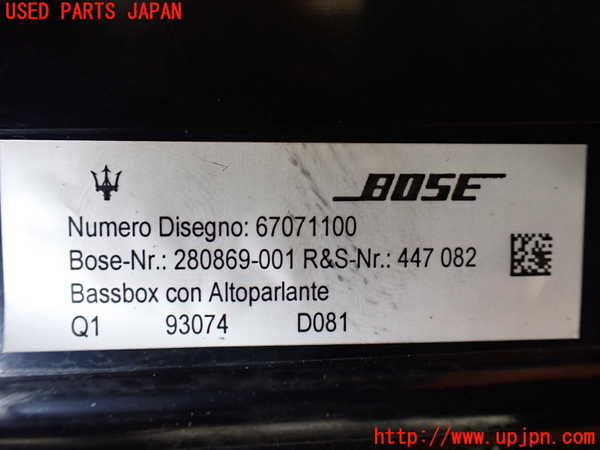 USED PARTS JAPAN
BOSE
Numero Disegno: 67071100
Bose-Nr.: 280869-001 R&S-Nr.: 447 082
Bassbox con Altoparlante
Q1 93074 D081
http://www.upjpn.com